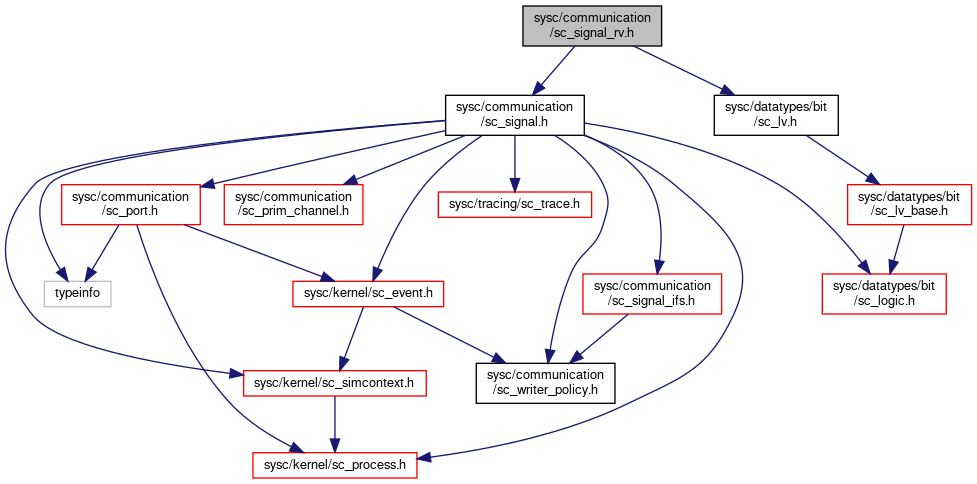 sysc/communication
/sc_signal_rv.h
sysc/communication
/sc_signal.h
sysc/datatypes/bit
/sc_lv.h
sysc/communication
/sc_port.h
sysc/communication
/sc_prim_channel.h
sysc/tracing/sc_trace.h
sysc/datatypes/bit
/sc_lv_base.h
typeinfo
sysc/kernel/sc_event.h
sysc/communication
/sc_signal_ifs.h
sysc/datatypes/bit
/sc_logic.h
sysc/kernel/sc_simcontext.h
sysc/communication
/sc_writer_policy.h
sysc/kernel/sc_process.h